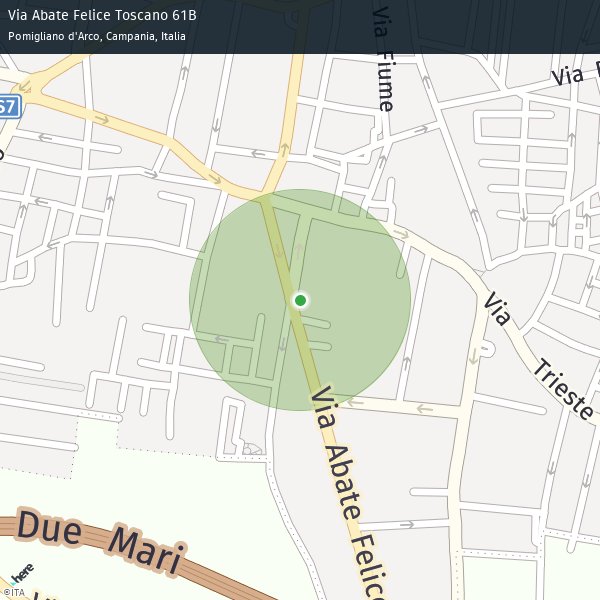 Via Abate Felice Toscano 61B
Pomigliano d'Arco, Campania, Italia
Via Fiume
Via
67
Via
Trieste
Via Abate Felice
Due Mari
here
©ITA